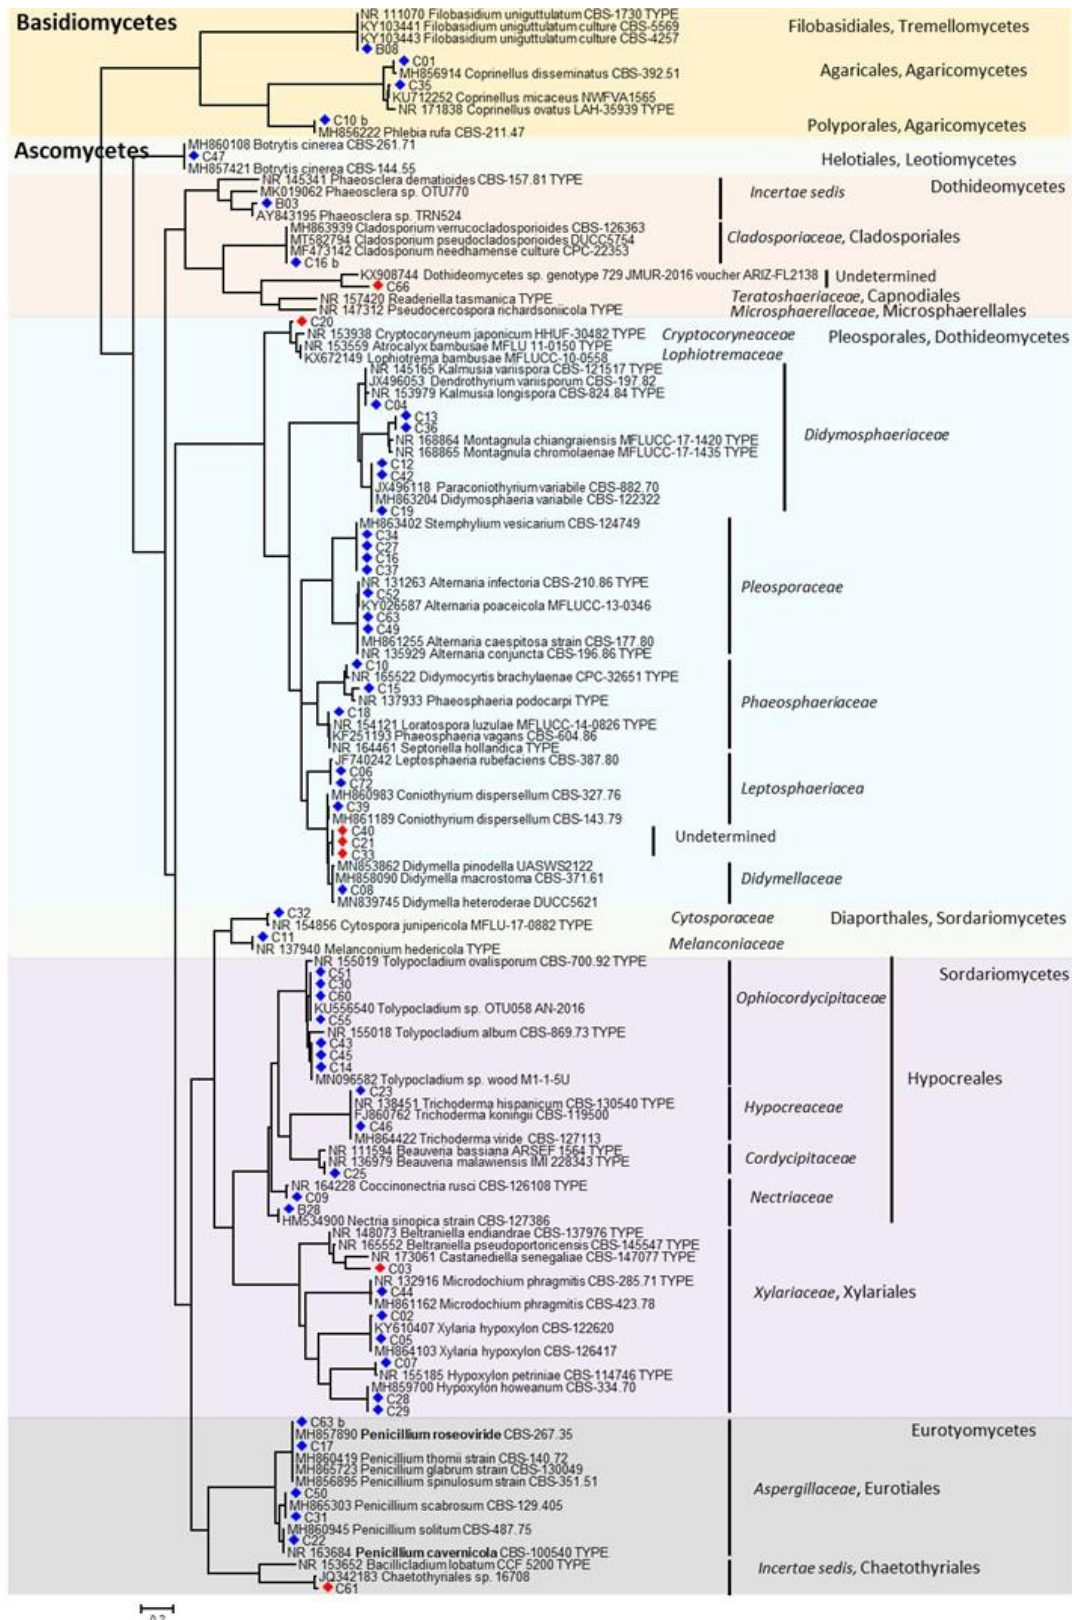 Basidiomycetes
NR 111070 Filobasidium uniguttulatum CBS-1730 TYPE
KY103441 Filobasidium uniguttulatum culture CBS-5569
Filobasidiales, Tremellomycetes
KY103443 Filobasidium uniguttulatum culture CBS-4257
B08
C01
MH856914 Coprinellus disseminatus CBS-392.51
Agaricales, Agaricomycetes
C35
KU712252 Coprinellus micaceus NWFVA1565
NR 171838 Coprinellus ovatus LAH-35939 TYPE
C10 b
Polyporales, Agaricomycetes
MH856222 Phlebia rufa CBS-211.47
Ascomycetes
MH860108 Botrytis cinerea CBS-261.71
C47
Helotiales, Leotiomycetes
MH857421 Botrytis cinerea CBS-144.55
NR 145341 Phaeosclera dematioides CBS-157.81 TYPE
Dothideomycetes
MK019062 Phaeosclera sp. OTU770
Incertae sedis
B03
AY843195 Phaeosclera sp. TRN524
MH863939 Cladosporium verrucocladosporioides CBS-126363
MT582794 Cladosporium pseudocladosporioides DUCC5754
Cladosporiaceae, Cladosporiales
MF473142 Cladosporium needhamense culture CPC-22353
C16 b
KX908744 Dothideomycetes sp. genotype 729 JMUR-2016 voucher ARIZ-FL2138
Undetermined
C66
NR 157420 Readeriella tasmanica TYPE
Teratoshaeriaceae, Capnodiales
NR 147312 Pseudocercospora richardsoniicola TYPE
Microsphaerellaceae, Microsphaerellales
C20
NR 153938 Cryptocoryneum japonicum HHUF-30482 TYPE
Cryptocoryneaceae
Pleosporales, Dothideomycetes
NR 153559 Atrocalyx bambusae MFLU 11-0150 TYPE
Lophiotremaceae
KX672149 Lophiotrema bambusae MFLUCC-10-0558
NR 145165 Kalmusia variispora CBS-121517 TYPE
JX496053 Dendrothyrium variisporum CBS-197.82
NR 153979 Kalmusia longispora CBS-824.84 TYPE
C04
C13
C36
Didymosphaeriaceae
NR 168864 Montagnula chiangraiensis MFLUCC-17-1420 TYPE
NR 168865 Montagnula chromolaenae MFLUCC-17-1435 TYPE
C12
C42
JX496118 Paraconiothyrium variabile CBS-882.70
MH863204 Didymosphaeria variabile CBS-122322
C19
MH863402 Stemphylium vesicarium CBS-124749
C34
C27
C16
C37
NR 131263 Alternaria infectoria CBS-210.86 TYPE
Pleosporaceae
C52
KY026587 Alternaria poaceicola MFLUCC-13-0346
C63
C49
MH861255 Alternaria caespitosa strain CBS-177.80
NR 135929 Alternaria conjuncta CBS-196.86 TYPE
C10
NR 165522 Didymocyrtis brachylaenae CPC-32651 TYPE
C15
NR 137933 Phaeosphaeria podocarpi TYPE
Phaeosphaeriaceae
C18
NR 154121 Loratospora luzulae MFLUCC-14-0826 TYPE
KF251193 Phaeosphaeria vagans CBS-604.86
NR 164461 Septoriella hollandica TYPE
JF740242 Leptosphaeria rubefaciens CBS-387.80
C06
C72
Leptosphaeriacea
MH860983 Coniothyrium dispersellum CBS-327.76
C39
MH861189 Coniothyrium dispersellum CBS-143.79
C40
Undetermined
C21
C33
MN853862 Didymella pinodella UASWS2122
MH858090 Didymella macrostoma CBS-371.61
Didymellaceae
C08
MN839745 Didymella heteroderae DUCC5621
C32
Cytosporaceae
Diaporthales, Sordariomycetes
NR 154856 Cytospora junipericola MFLU-17-0882 TYPE
C11
Melanconiaceae
NR 137940 Melanconium hedericola TYPE
NR 155019 Tolypocladium ovalisporum CBS-700.92 TYPE
Sordariomycetes
C51
C30
C60
Ophiocordycipitaceae
KU556540 Tolypocladium sp. OTU058 AN-2016
C55
NR 155018 Tolypocladium album CBS-869.73 TYPE
C43
C45
C14
Hypocreales
MN096582 Tolypocladium sp. wood M1-1-5U
C23
NR 138451 Trichoderma hispanicum CBS-130540 TYPE
Hypocreaceae
FJ860762 Trichoderma koningii CBS-119500
C46
MH864422 Trichoderma viride CBS-127113
NR 111594 Beauveria bassiana ARSEF 1564 TYPE
Cordycipitaceae
NR 136979 Beauveria malawiensis IMI 228343 TYPE
C25
NR 164228 Coccinonectria rusci CBS-126108 TYPE
Nectriaceae
C09
B28
HM534900 Nectria sinopica strain CBS-127386
NR 148073 Beltraniella endiandrae CBS-137976 TYPE
NR 165552 Beltraniella pseudoportoricensis CBS-145547 TYPE
NR 173061 Castanediella senegaliae CBS-147077 TYPE
C03
NR 132916 Microdochium phragmitis CBS-285.71 TYPE
C44
Xylariaceae, Xylariales
MH861162 Microdochium phragmitis CBS-423.78
C02
KY610407 Xylaria hypoxylon CBS-122620
C05
MH864103 Xylaria hypoxylon CBS-126417
C07
NR 155185 Hypoxylon petriniae CBS-114746 TYPE
MH859700 Hypoxylon howeanum CBS-334.70
C28
C29
C63 b
Eurotyomycetes
MH857890 Penicillium roseoviride CBS-267.35
C17
MH860419 Penicillium thomii strain CBS-140.72
MH865723 Penicillium glabrum strain CBS-130049
MH856895 Penicillium spinulosum strain CBS-351.51
Aspergillaceae, Eurotiales
C50
MH865303 Penicillium scabrosum CBS-129.405
C31
MH860945 Penicillium solitum CBS-487.75
C22
NR 163684 Penicillium cavernicola CBS-100540 TYPE
NR 153652 Bacillicladium lobatum CCF 5200 TYPE
Incertae sedis, Chaetothyriales
JQ342183 Chaetothyriales sp. 16708
C61
0.2